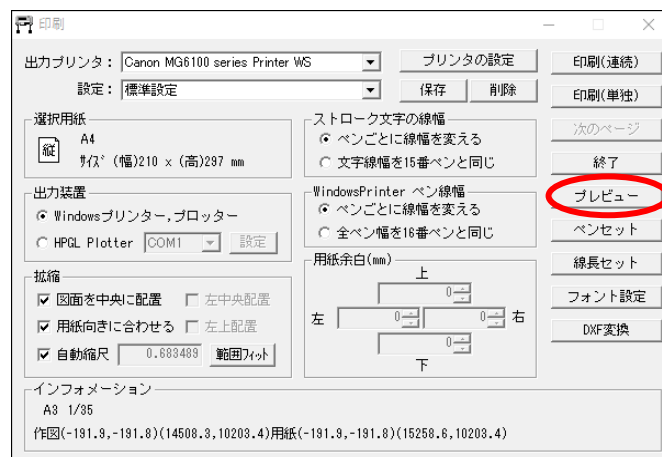 印刷
出力プリンタ： Canon MG6100 series Printer WS
プリンタの設定
印刷(連続)
設定： 標準設定
保存
削除
印刷(単独)
選択用紙
縦
A4
ｻｲｽﾞ (幅)210 × (高)297 mm
ストローク文字の線幅
ペンごとに線幅を変える
文字線幅を15番ペンと同じ
次のページ
終了
出力装置
Windowsプリンター,プロッター
HPGL Plotter COM1 設定
WindowsPrinter ペン線幅
ペンごとに線幅を変える
全ペン幅を16番ペンと同じ
プレビュー
ペンセット
線長セット
拡縮
図面を中央に配置 左中央配置
用紙向きに合わせる 左上配置
自動縮尺 0.683489 範囲ﾌｨｯﾄ
用紙余白(mm)
上
0
左 0 0 右
0
下
フォント設定
DXF変換
インフォメーション
A3 1/35
作図(-191.9,-191.8)(14508.3,10203.4)用紙(-191.9,-191.8)(15258.6,10203.4)